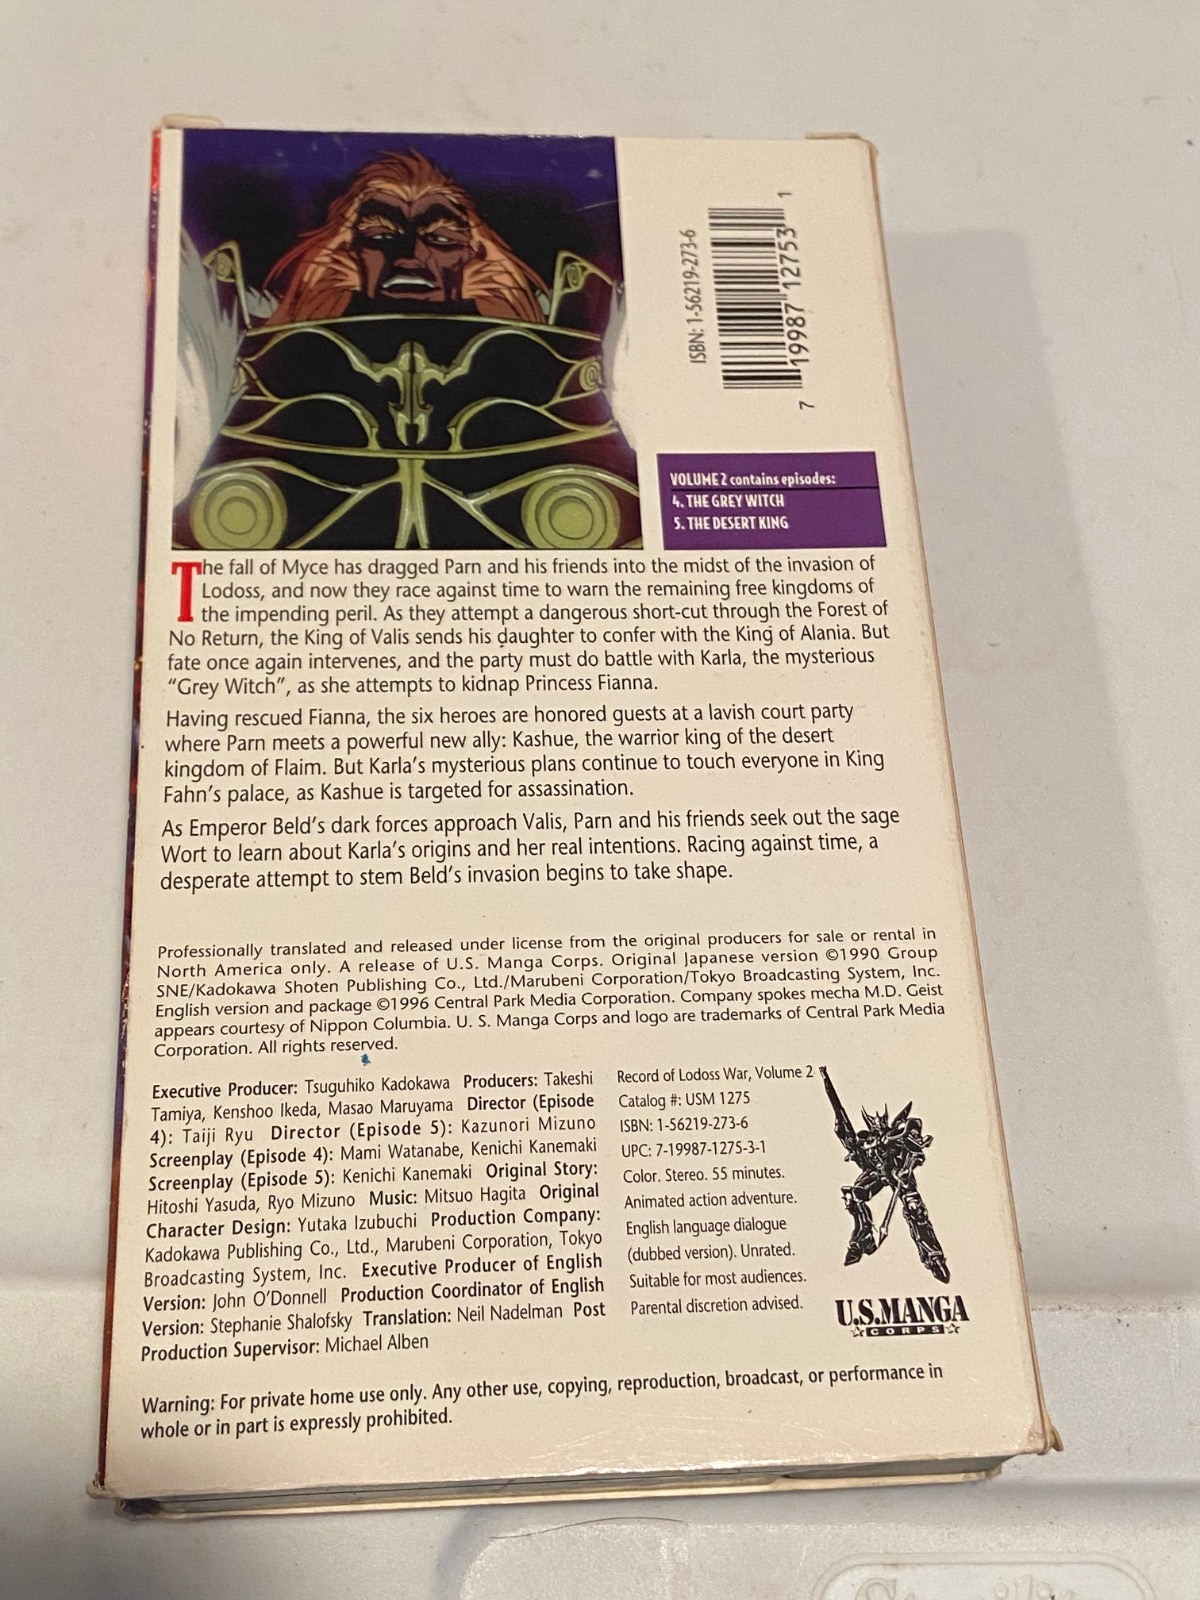 ISBN: 1-56219-273-6
7 19987 12753 1
VOLUME 2 contains episodes:
4. THE GREY WITCH
5. THE DESERT KING
The fall of Myce has dragged Parn and his friends into the midst of the invasion of
Lodoss, and now they race against time to warn the remaining free kingdoms of
the impending peril. As they attempt a dangerous short-cut through the Forest of
No Return, the King of Valis sends his daughter to confer with the King of Alania. But
fate once again intervenes, and the party must do battle with Karla, the mysterious
“Grey Witch”, as she attempts to kidnap Princess Fianna.
Having rescued Fianna, the six heroes are honored guests at a lavish court party
where Parn meets a powerful new ally: Kashue, the warrior king of the desert
kingdom of Flaim. But Karla’s mysterious plans continue to touch everyone in King
Fahn’s palace, as Kashue is targeted for assassination.
As Emperor Beld’s dark forces approach Valis, Parn and his friends seek out the sage
Wort to learn about Karla’s origins and her real intentions. Racing against time, a
desperate attempt to stem Beld’s invasion begins to take shape.
Professionally translated and released under license from the original producers for sale or rental in
North America only. A release of U.S. Manga Corps. Original Japanese version ©1990 Group
SNE/Kadokawa Shoten Publishing Co., Ltd./Marubeni Corporation/Tokyo Broadcasting System, Inc.
English version and package ©1996 Central Park Media Corporation. Company spokes mecha M.D. Geist
appears courtesy of Nippon Columbia. U. S. Manga Corps and logo are trademarks of Central Park Media
Corporation. All rights reserved.
Executive Producer: Tsuguhiko Kadokawa Producers: Takeshi
Tamiya, Kenshoo Ikeda, Masao Maruyama Director (Episode
4): Taiji Ryu Director (Episode 5): Kazunori Mizuno
Screenplay (Episode 4): Mami Watanabe, Kenichi Kanemaki
Screenplay (Episode 5): Kenichi Kanemaki Original Story:
Hitoshi Yasuda, Ryo Mizuno Music: Mitsuo Hagita Original
Character Design: Yutaka Izubuchi Production Company:
Kadokawa Publishing Co., Ltd., Marubeni Corporation, Tokyo
Broadcasting System, Inc. Executive Producer of English
Version: John O’Donnell Production Coordinator of English
Version: Stephanie Shalofsky Translation: Neil Nadelman Post
Production Supervisor: Michael Alben
Record of Lodoss War, Volume 2
Catalog #: USM 1275
ISBN: 1-56219-273-6
UPC: 7-19987-1275-3-1
Color. Stereo. 55 minutes.
Animated action adventure.
English language dialogue
(dubbed version). Unrated.
Suitable for most audiences.
Parental discretion advised.
U.S.MANGA
CORPS
Warning: For private home use only. Any other use, copying, reproduction, broadcast, or performance in
whole or in part is expressly prohibited.